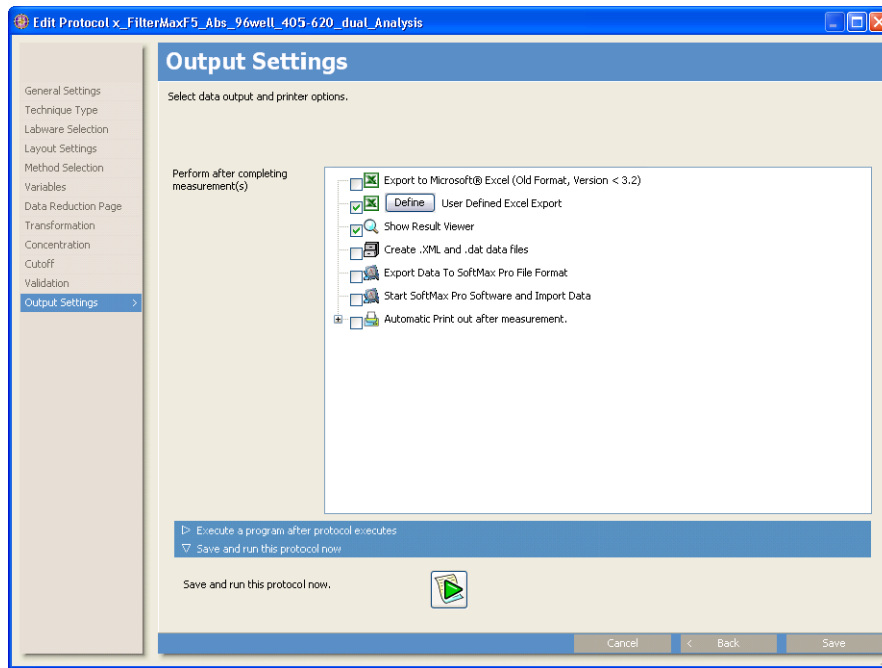 Edit Protocol x_FilterMaxF5_Abs_96well_405-620_dual_Analysis
Output Settings
General Settings
Technique Type
Labware Selection
Layout Settings
Method Selection
Variables
Data Reduction Page
Transformation
Concentration
Cutoff
Validation
Output Settings >
Select data output and printer options.
Perform after completing
measurement(s)
Export to Microsoft® Excel (Old Format, Version < 3.2)
Define User Defined Excel Export
Show Result Viewer
Create .XML and .dat data files
Export Data To SoftMax Pro File Format
Start SoftMax Pro Software and Import Data
Automatic Print out after measurement.
Execute a program after protocol executes
Save and run this protocol now
Save and run this protocol now.
Cancel < Back Save